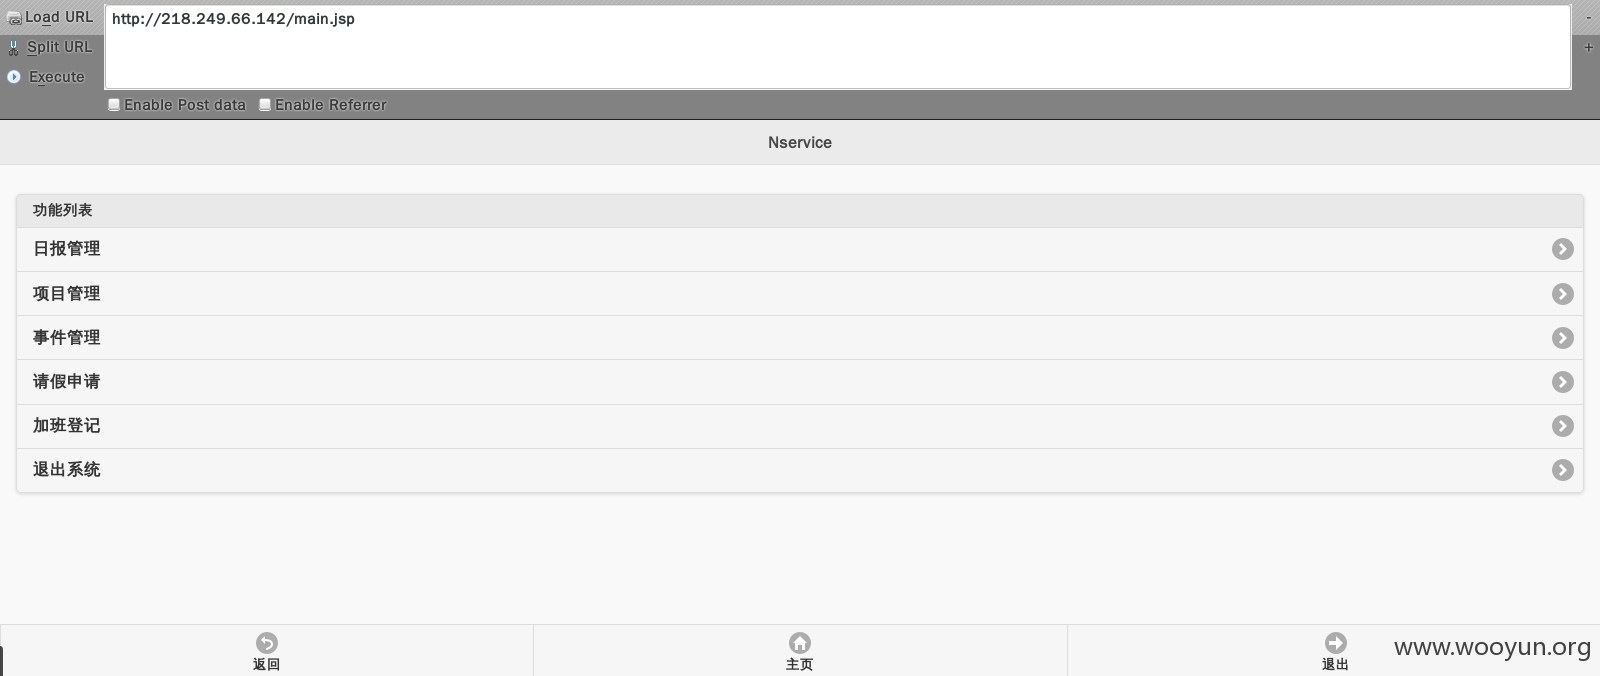 Load URL
http://218.249.66.142/main.jsp
-
Split URL
+
Execute
Enable Post data Enable Referrer
Nservice
功能列表
日报管理
项目管理
事件管理
请假申请
加班登记
退出系统
返回 主页 退出
www.wooyun.org